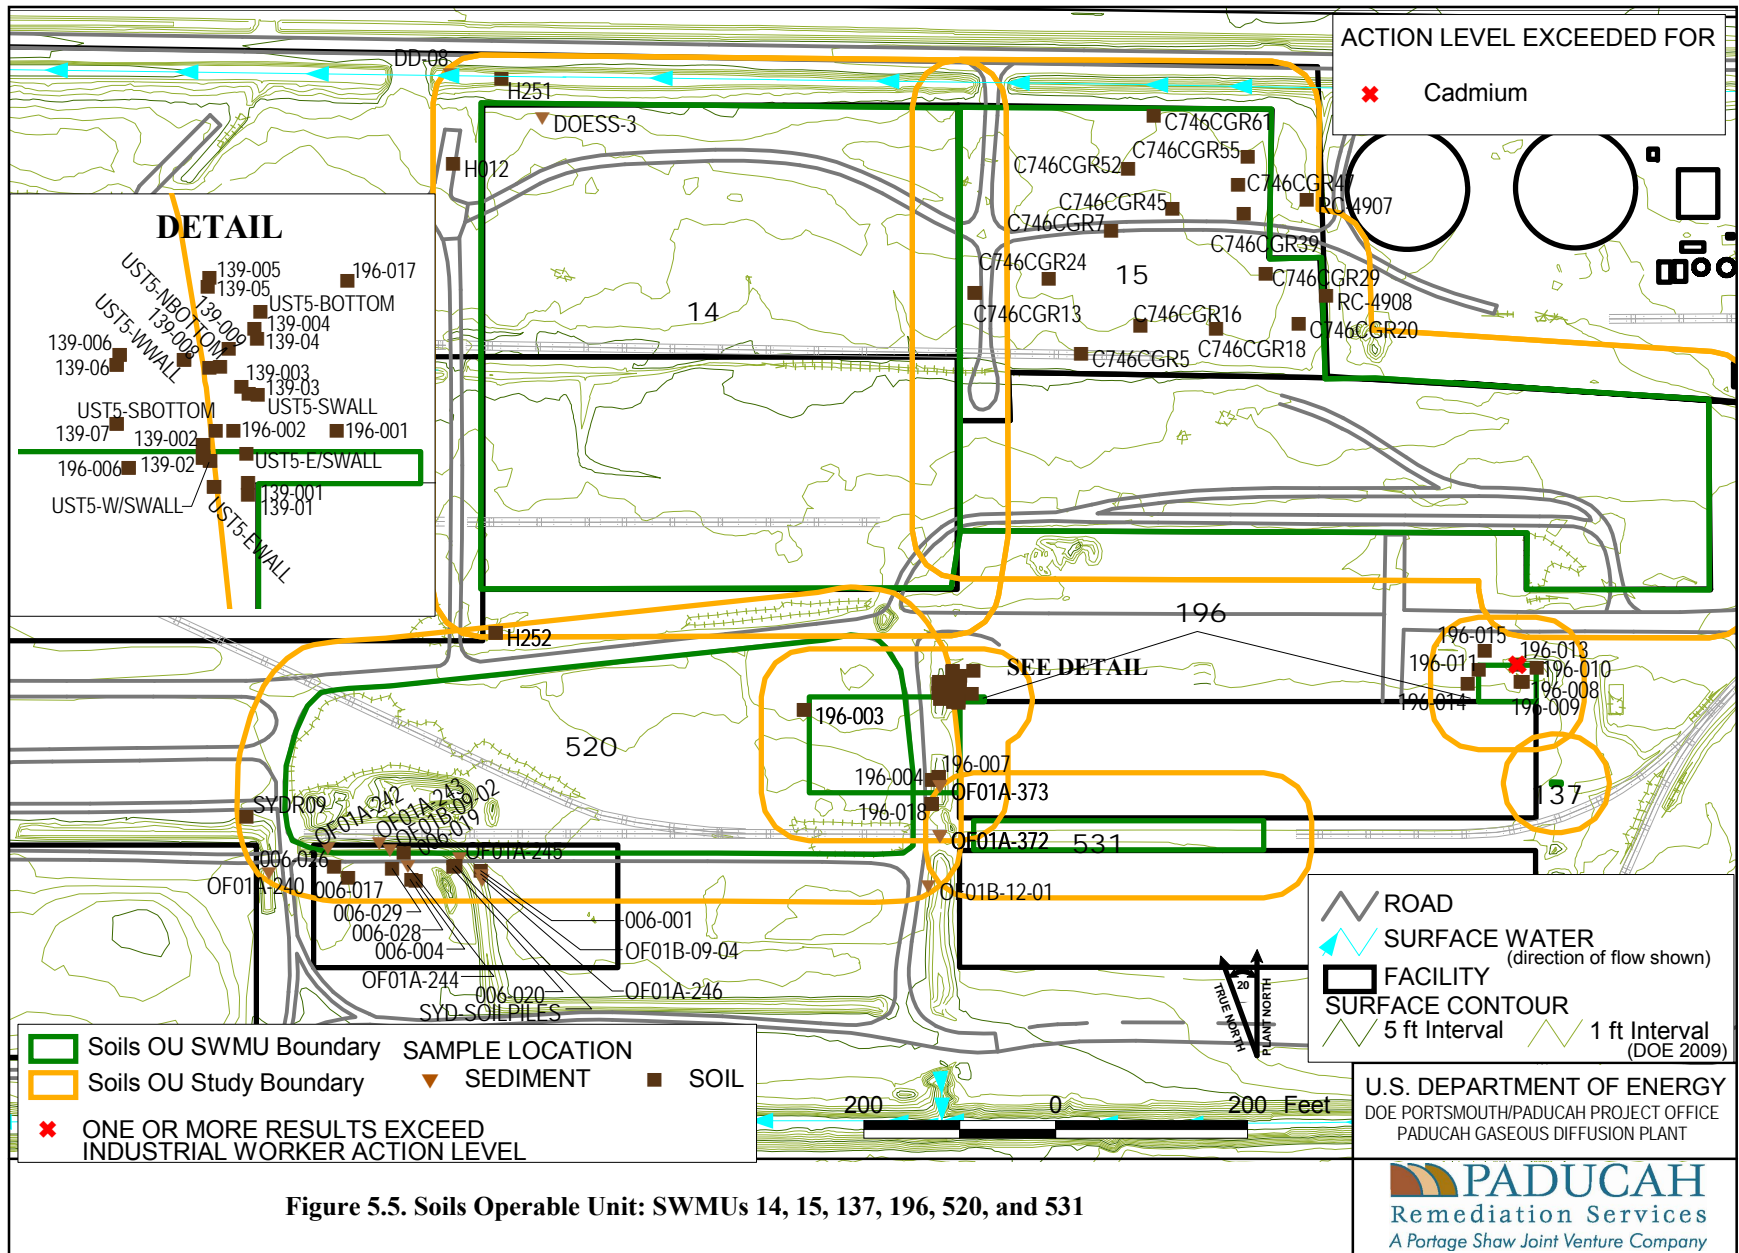 ACTION LEVEL EXCEEDED FOR
Cadmium
DD-08
H251
DOESS-3
H012
C746CGR61
C746CGR55
C746CGR52
C746CGR47
RC-4907
C746CGR45
C746CGR7
C746CGR39
C746CGR24
15
C746CGR29
RC-4908
C746CGR13
C746CGR16
C746CGR20
C746CGR18
C746CGR5
14
DETAIL
139-005
139-05
196-017
UST5-NBOTTOM
139-009
UST5-BOTTOM
139-004
139-04
UST5-WWALL
139-008
139-006
139-06
139-003
139-03
UST5-SBOTTOM
UST5-SWALL
139-07
139-002
196-002
196-001
196-006
139-02
UST5-E/SWALL
UST5-W/SWALL
139-001
139-01
UST5-EWALL
H252
196
SEE DETAIL
196-015
196-013
196-011
196-010
196-008
196-014
196-009
196-003
520
196-004
196-007
OF01A-373
196-018
137
OF01A-372
531
OF01B-12-01
SYDR09
OF01A-242
OF01A-243
OF01B-09-02
006-019
OF01A-245
006-026
OF01A-240
006-017
006-029
006-028
006-004
OF01A-244
006-020
SYD-SOILPILES
006-001
OF01B-09-04
OF01A-246
20
TRUE NORTH
PLANT NORTH
ROAD
SURFACE WATER
(direction of flow shown)
FACILITY
SURFACE CONTOUR
5 ft Interval
1 ft Interval
(DOE 2009)
Soils OU SWMU Boundary
Soils OU Study Boundary
SAMPLE LOCATION
SEDIMENT
SOIL
ONE OR MORE RESULTS EXCEED
INDUSTRIAL WORKER ACTION LEVEL
200 0 200 Feet
U.S. DEPARTMENT OF ENERGY
DOE PORTSMOUTH/PADUCAH PROJECT OFFICE
PADUCAH GASEOUS DIFFUSION PLANT
PADUCAH
Remediation Services
A Portage Shaw Joint Venture Company
Figure 5.5. Soils Operable Unit: SWMUs 14, 15, 137, 196, 520, and 531